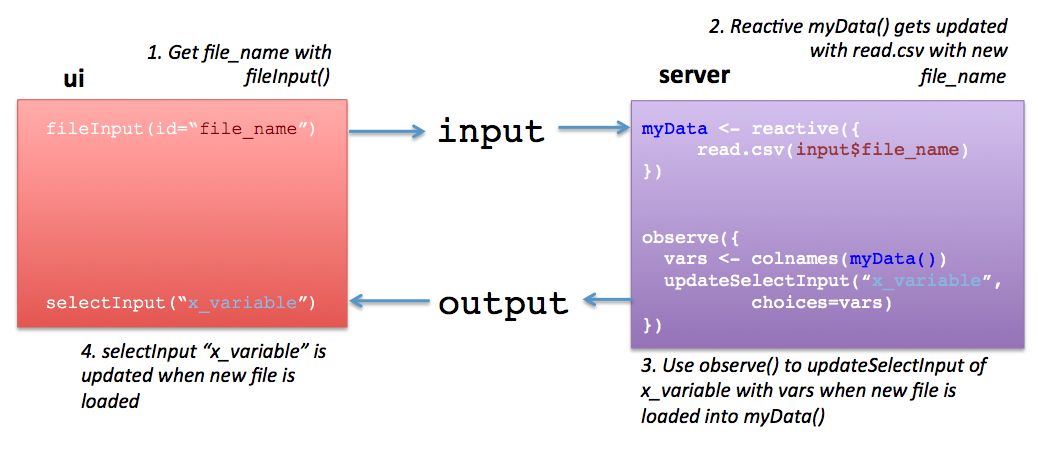 1. Get file_name with
fileInput()
ui
fileInput(id=“file_name”)
selectInput(“x_variable”)
4. selectInput “x_variable” is
updated when new file is
loaded
input
output
2. Reactive myData() gets updated
with read.csv with new
file_name
server
myData <- reactive({
read.csv(input$file_name)
})
observe({
vars <- colnames(myData())
updateSelectInput(“x_variable”,
choices=vars)
})
3. Use observe() to updateSelectInput of
x_variable with vars when new file is
loaded into myData()